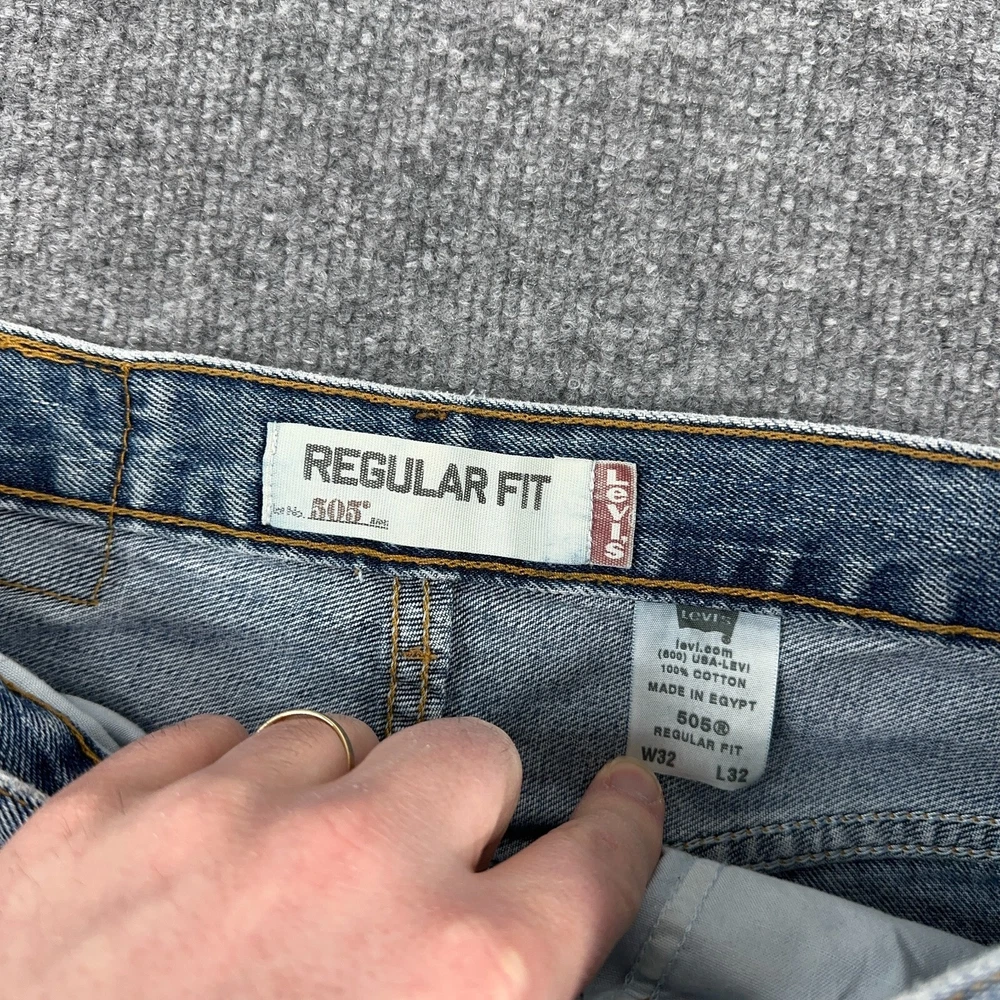 REGULAR FIT
505®
Levi's
LEVI'S
levi.com
(800) USA-LEVI
100% COTTON
MADE IN EGYPT
505®
REGULAR FIT
W32 L32